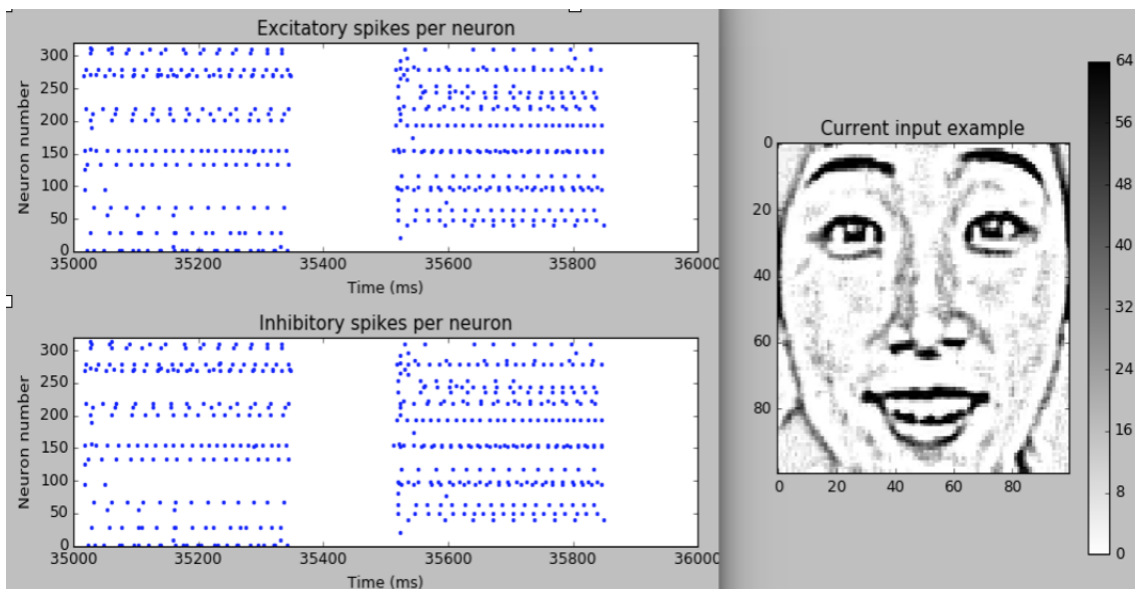 Excitatory spikes per neuron
Neuron number
300
250
200
150
100
50
0
35000 35200 35400 35600 35800 36000
Time (ms)
Inhibitory spikes per neuron
Neuron number
300
250
200
150
100
50
0
35000 35200 35400 35600 35800 36000
Time (ms)
Current input example
0
20
40
60
80
0 20 40 60 80
64
56
48
40
32
24
16
8
0